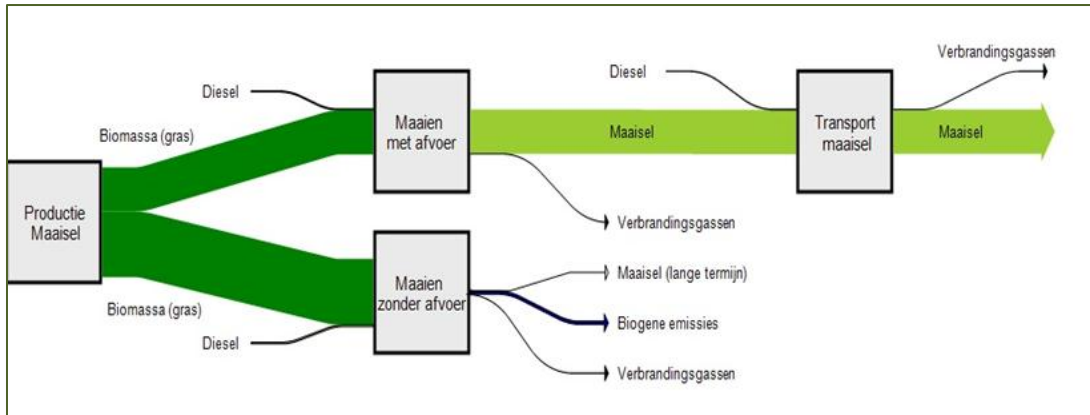 Verbrandingsgassen
Diesel
Diesel
Maaien
met afvoer
Transport
maaisel
Biomassa (gras)
Maaisel
Maaisel
Productie
Maaisel
Verbrandingsgassen
Maaien
zonder afvoer
Maaisel (lange termijn)
Biomassa (gras)
Biogene emissies
Diesel
Verbrandingsgassen